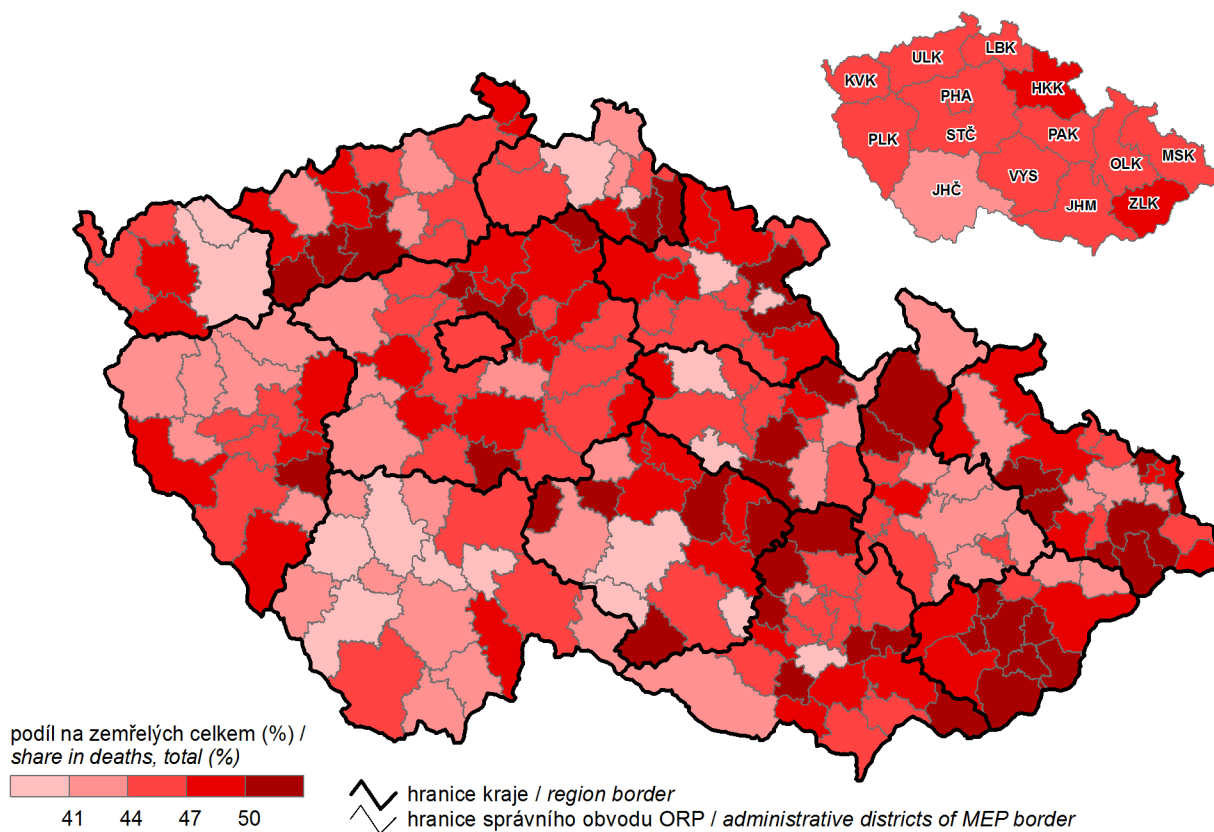 LBK
ULK
KVK
HKK
PHA
STČ
PAK
PLK
MSK
OLK
VYS
JHČ
ZLK
JHM
podíl na zemřelých celkem (%) /
share in deaths, total (%)
41 44 47 50
hranice kraje / region border
hranice správního obvodu ORP / administrative districts of MEP border